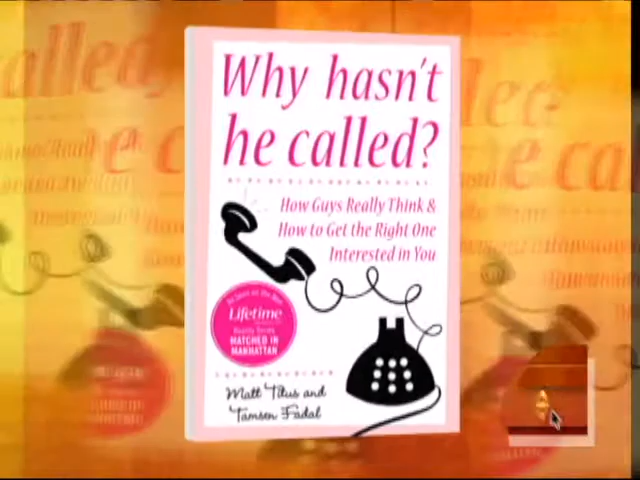 Why hasn't
he called?
How Guys Really Think &
How to Get the Right One
Interested in You
As Seen on the
Lifetime
Reality Series
MATCHED IN
MANHATTAN
Matt Titus and
Tamsen Fadal